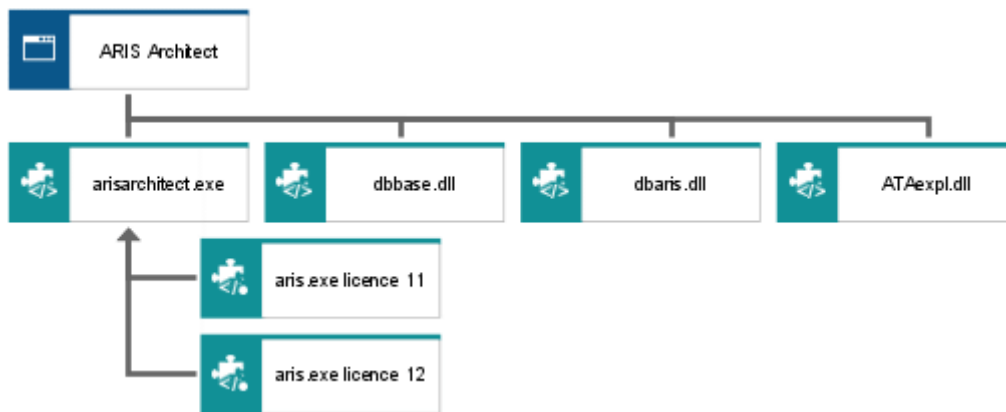 ARIS Architect
arisarchitect.exe
dbbase.dll
dbaris.dll
ATAexpl.dll
aris.exe licence 11
aris.exe licence 12